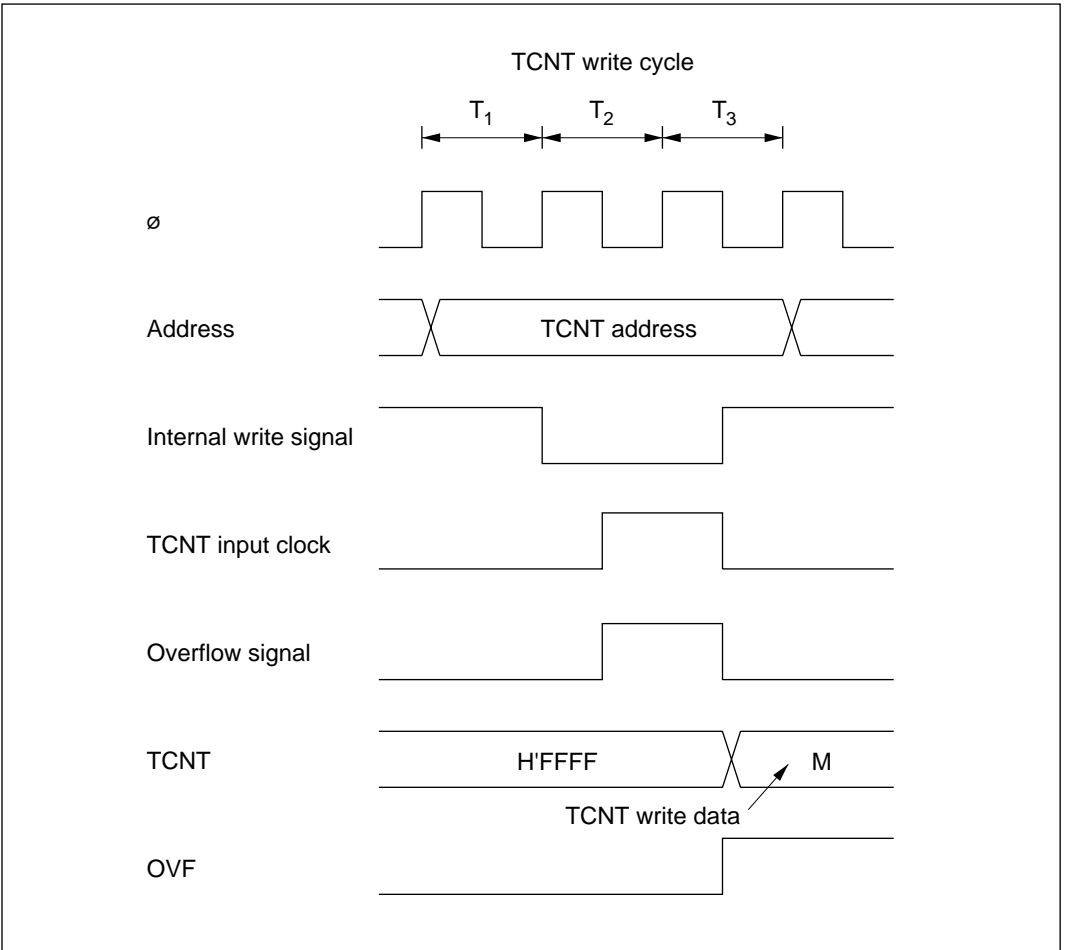 TCNT write cycle
T1 T2 T3
ø
Address TCNT address
Internal write signal
TCNT input clock
Overflow signal
TCNT H'FFFF M
TCNT write data
OVF